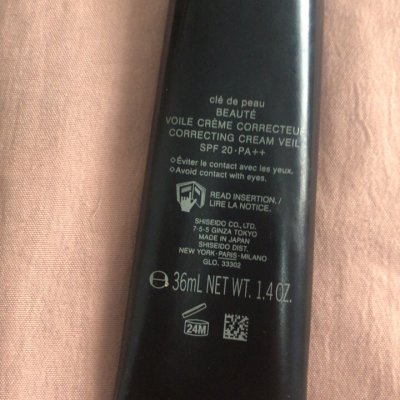 clé de peau
BEAUTÉ
VOILE CRÈME CORRECTEUR
CORRECTING CREAM VEIL
SPF 20·PA++
○Éviter le contact avec les yeux.
○Avoid contact with eyes.
READ INSERTION./
LIRE LA NOTICE.
SHISEIDO CO., LTD.
7-5-5 GINZA TOKYO
MADE IN JAPAN
SHISEIDO DIST.
NEW YORK·PARIS·MILANO
GLO. 33302
℮ 36mL NET WT. 1.4 OZ.
24M